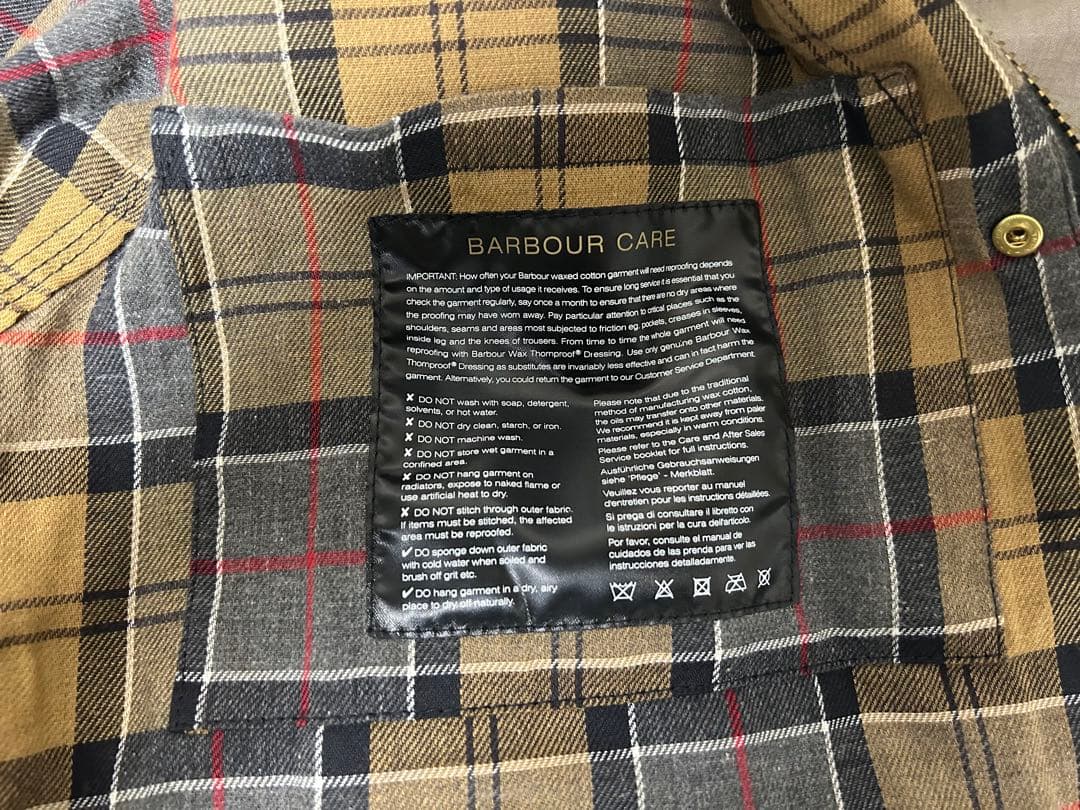 BARBOUR CARE
IMPORTANT: How often your Barbour waxed cotton garment will need reproofing depends
on the amount and type of usage it receives. To ensure long service it is essential that you
check the garment regularly, say once a month to ensure that there are no dry areas where
the proofing may have worn away. Pay particular attention to critical places such as the
shoulders, seams and areas most subjected to friction eg. pockets, creases in sleeves,
inside leg and the knees of trousers. From time to time the whole garment will need
reproofing with Barbour Wax Thornproof® Dressing. Use only genuine Barbour Wax
Thornproof® Dressing as substitutes are invariably less effective and can in fact harm the
garment. Alternatively, you could return the garment to our Customer Service Department.
✘ DO NOT wash with soap, detergent,
solvents, or hot water.
✘ DO NOT dry clean, starch, or iron.
✘ DO NOT machine wash.
✘ DO NOT store wet garment in a
confined area.
✘ DO NOT hang garment on
radiators, expose to naked flame or
use artificial heat to dry.
✘ DO NOT stitch through outer fabric.
If items must be stitched, the affected
area must be reproofed.
✔ DO sponge down outer fabric
with cold water when soiled and
brush off grit etc.
✔ DO hang garment in a dry, airy
place to dry off naturally.
Please note that due to the traditional
method of manufacturing wax cotton,
the oils may transfer onto other materials.
We recommend it is kept away from paler
materials, especially in warm conditions.
Please refer to the Care and After Sales
Service booklet for full instructions.
Ausführliche Gebrauchsanweisungen
siehe 'Pflege' - Merkblatt.
Veuillez vous reporter au manuel
d'entretien pour les instructions détaillées.
Si prega di consultare il libretto con
le istruzioni per la cura dell'articolo.
Por favor, consulte el manual de
cuidados de las prenda para ver las
instrucciones detalladamente.